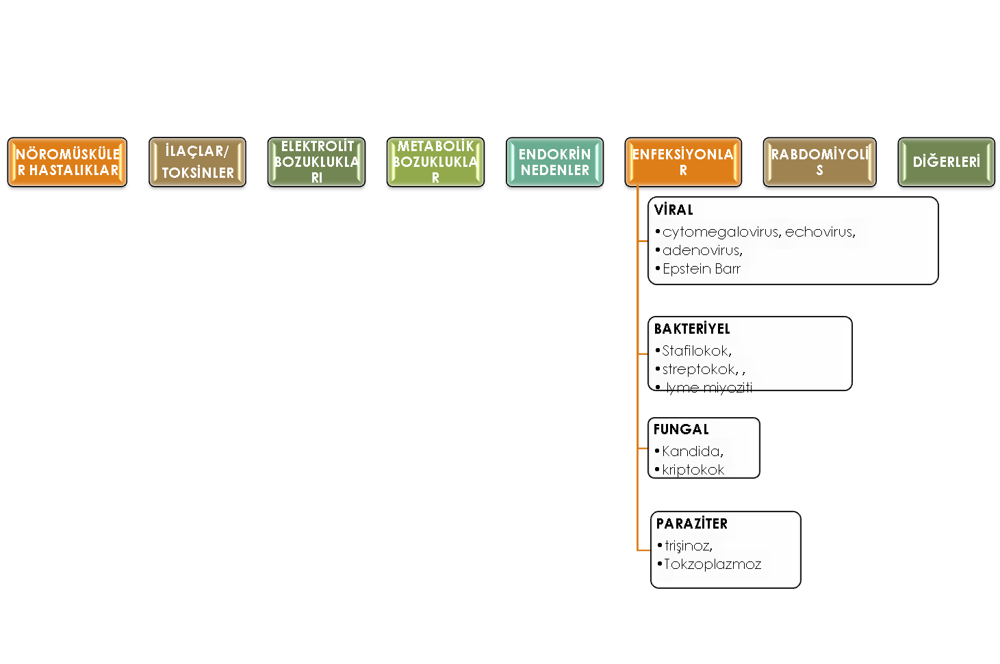 NÖROMÜSKÜLE
R HASTALIKLAR
İLAÇLAR/
TOKSİNLER
ELEKTROLİT
BOZUKLUKLA
RI
METABOLİK
BOZUKLUKLA
R
ENDOKRİN
NEDENLER
ENFEKSİYONLA
R
RABDOMİYOLİ
S
DİĞERLERİ
VİRAL
•cytomegalovirus, echovirus,
•adenovirus,
•Epstein Barr
BAKTERİYEL
•Stafilokok,
•streptokok, ,
• lyme miyoziti
FUNGAL
•Kandida,
•kriptokok
PARAZİTER
•trişinoz,
•Tokzoplazmoz